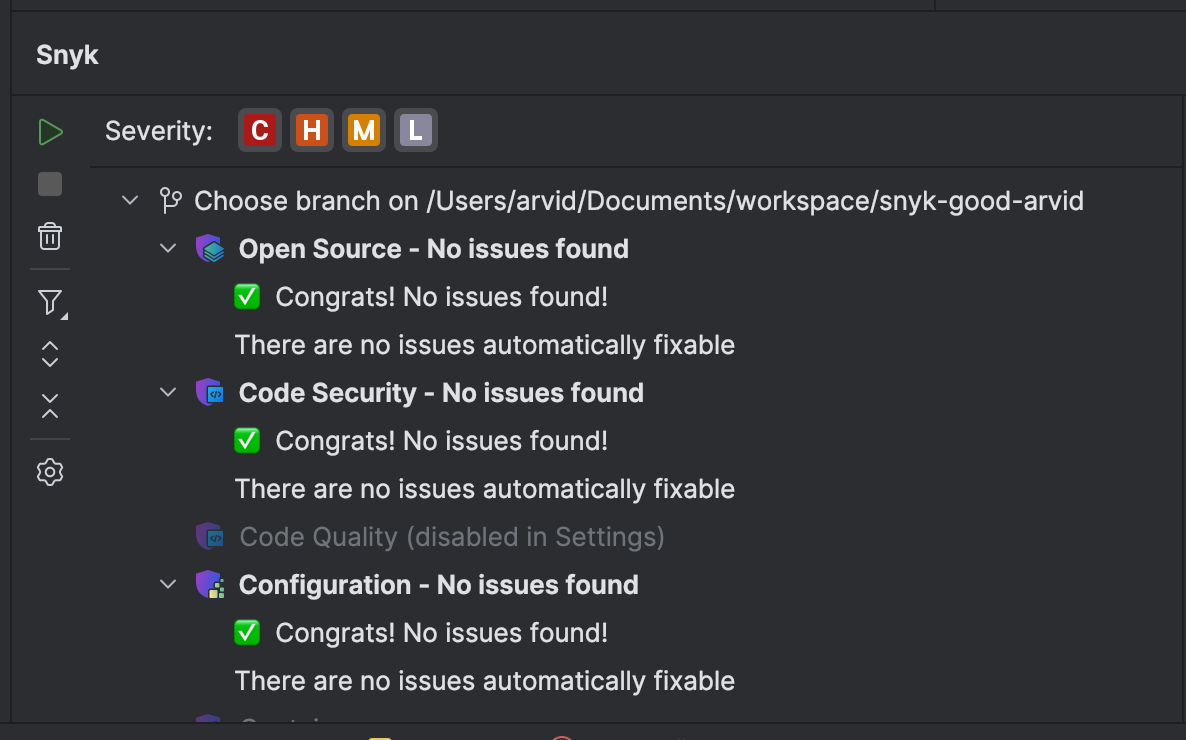 Snyk
Severity: C H M L
Choose branch on /Users/arvid/Documents/workspace/snyk-good-arvid
Open Source - No issues found
✅ Congrats! No issues found!
There are no issues automatically fixable
Code Security - No issues found
✅ Congrats! No issues found!
There are no issues automatically fixable
Code Quality (disabled in Settings)
Configuration - No issues found
✅ Congrats! No issues found!
There are no issues automatically fixable